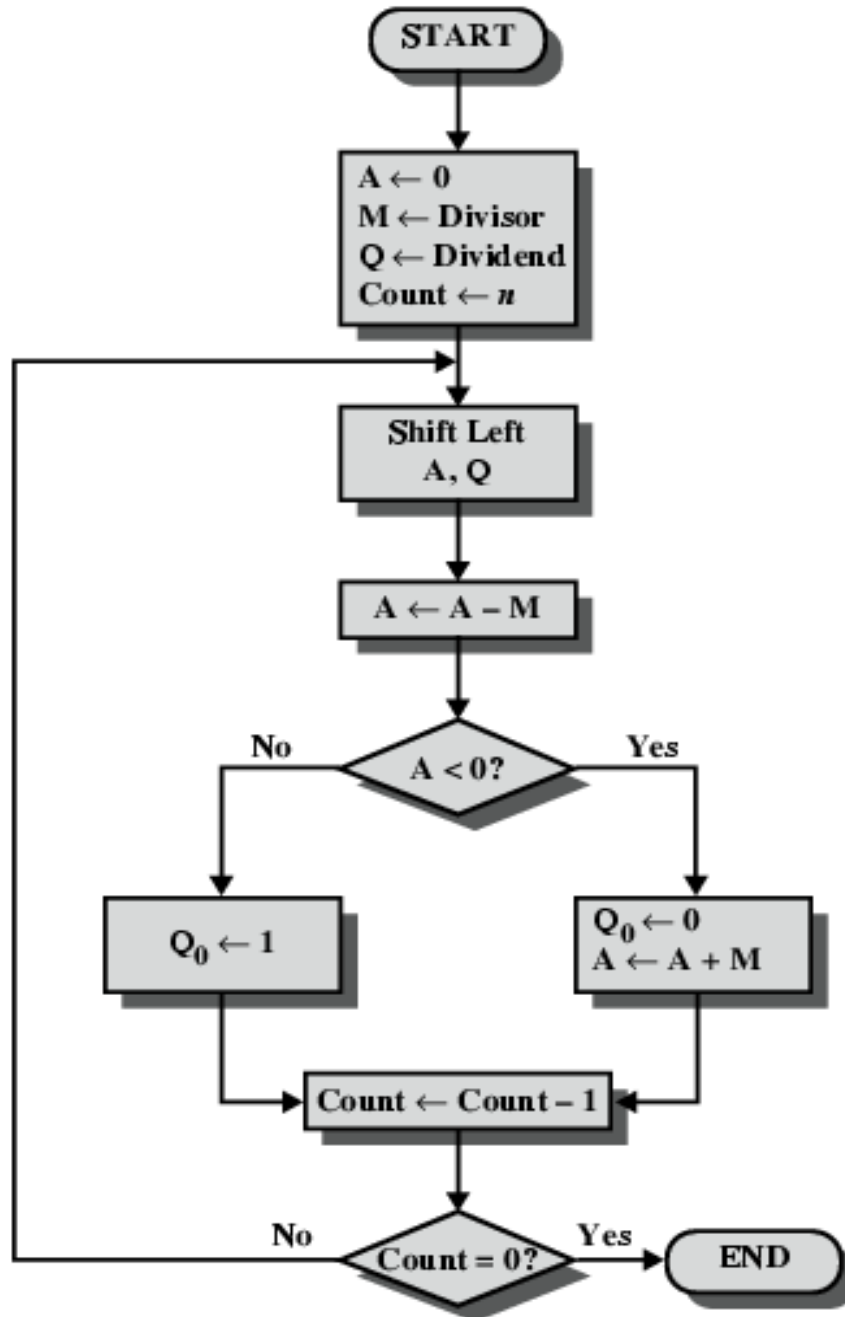 START
A ← 0
M ← Divisor
Q ← Dividend
Count ← n
Shift Left
A, Q
A ← A – M
No
Yes
A < 0?
Q₀ ← 1
Q₀ ← 0
A ← A + M
Count ← Count – 1
No
Yes
Count = 0?
END